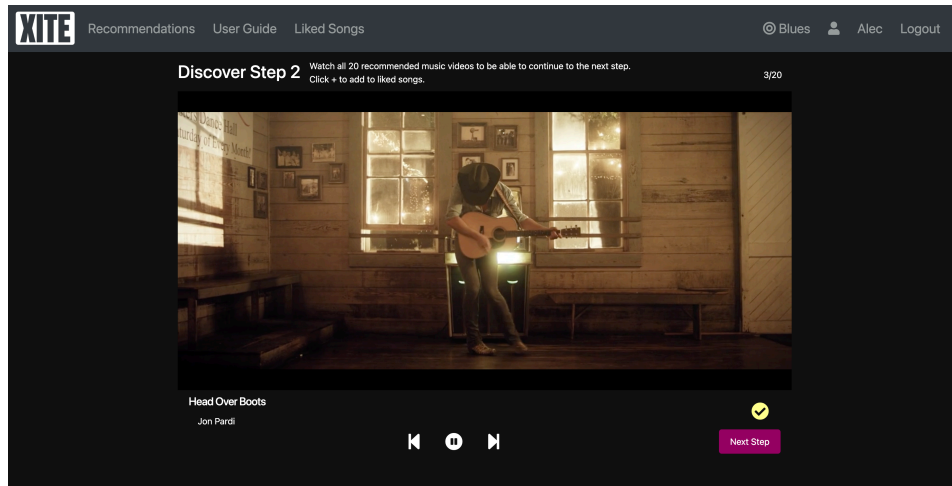 XITE
Recommendations
User Guide
Liked Songs
Blues
Alec
Logout
Discover Step 2
Watch all 20 recommended music videos to be able to continue to the next step.
Click + to add to liked songs.
3/20
Dance Hall
Saturday of Every Month!
Head Over Boots
Jon Pardi
Next Step